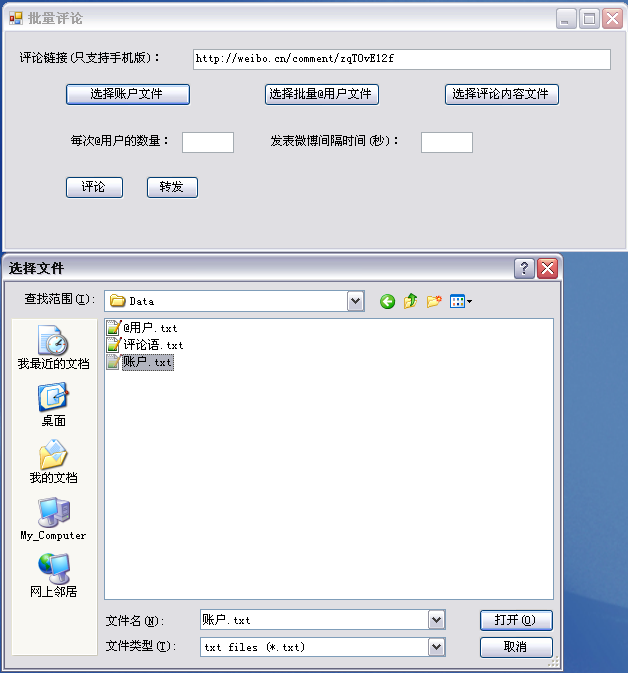 批量评论
评论链接(只支持手机版)：
http://weibo.cn/comment/zqTOvE12f
选择账户文件
选择批量@用户文件
选择评论内容文件
每次@用户的数量：
发表微博间隔时间(秒)：
评论
转发
选择文件
查找范围(I):
Data
@用户.txt
评论语.txt
账户.txt
我最近的文档
桌面
我的文档
My_Computer
网上邻居
文件名(N):
账户.txt
打开(O)
文件类型(T):
txt files (*.txt)
取消